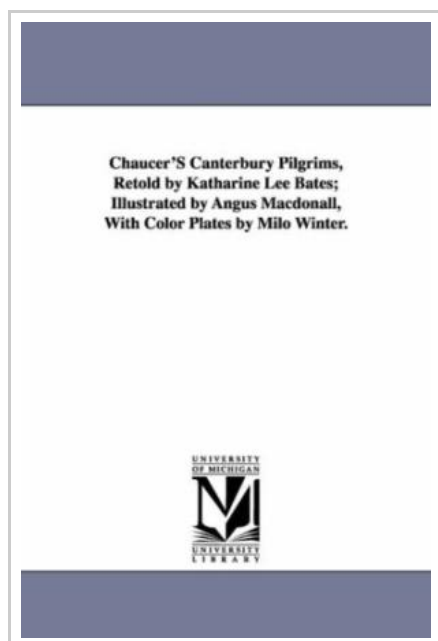 Chaucer'S Canterbury Pilgrims,
Retold by Katharine Lee Bates;
Illustrated by Angus Macdonall,
With Color Plates by Milo Winter.
UNIVERSITY
OF MICHIGAN
M
UNIVERSITY
LIBRARY